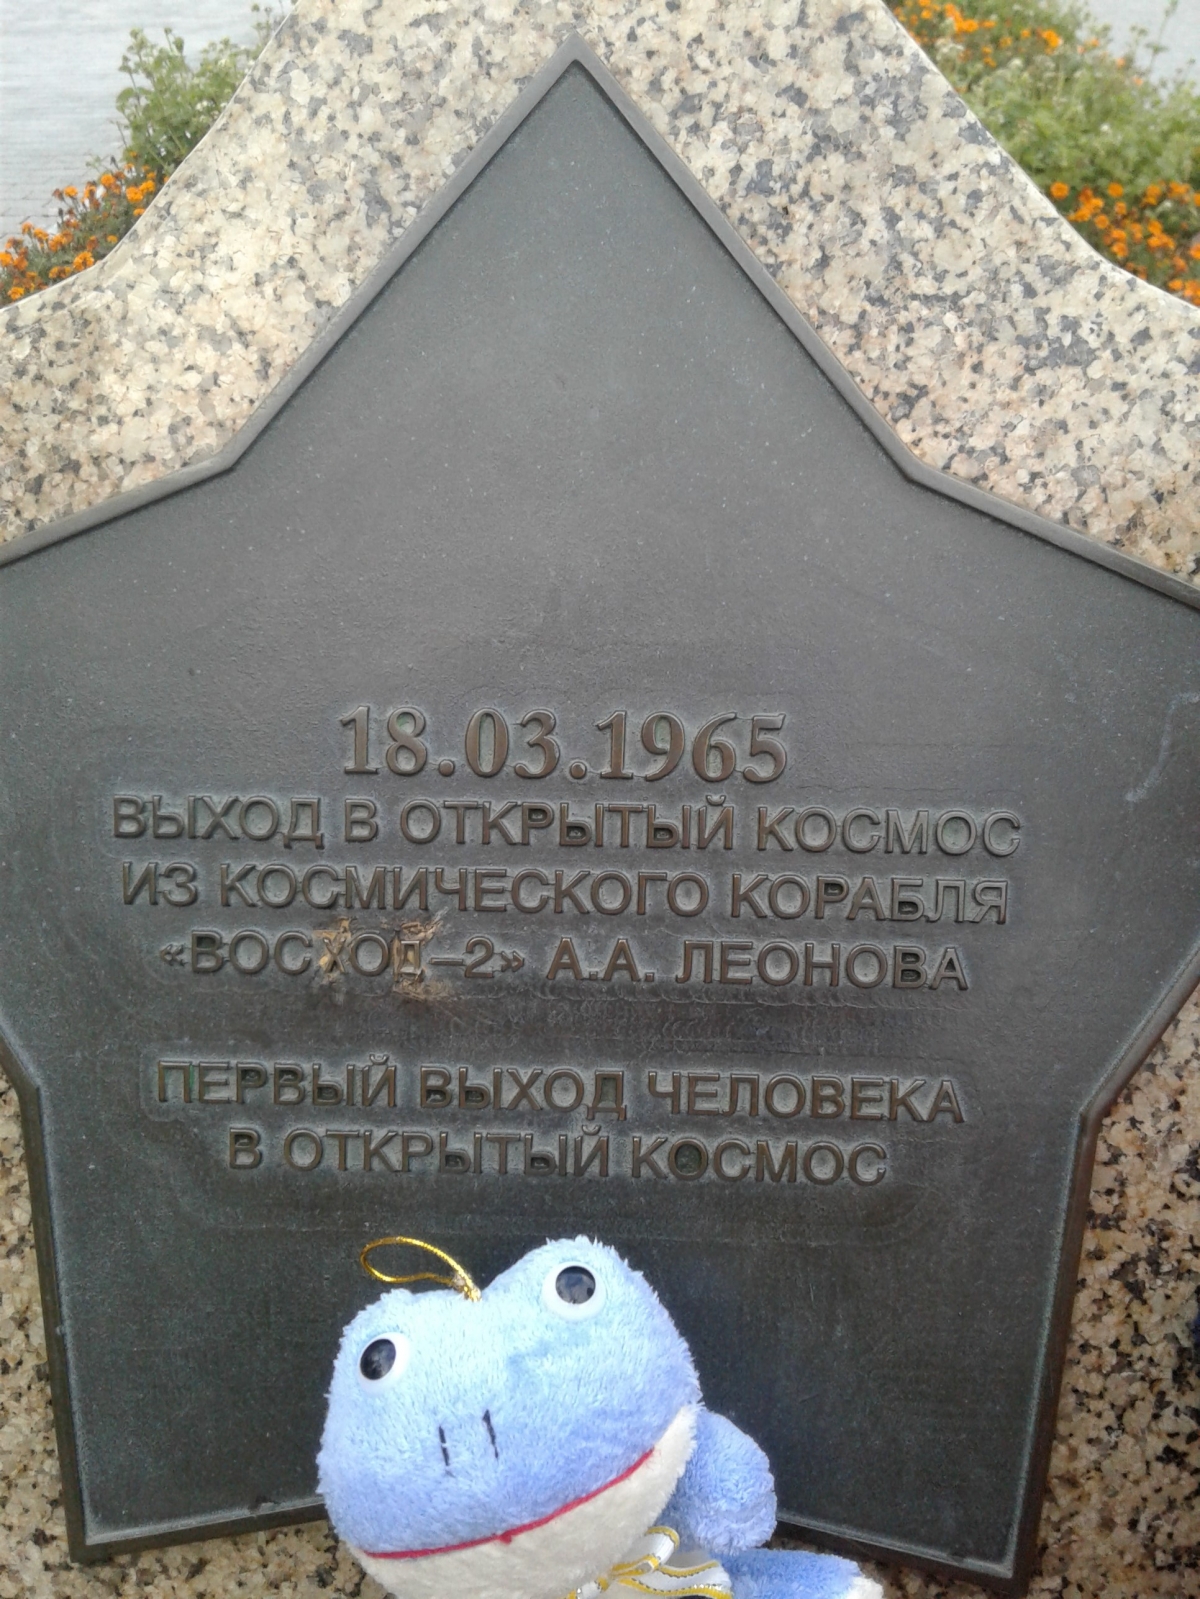 18.03.1965
ВЫХОД В ОТКРЫТЫЙ КОСМОС
ИЗ КОСМИЧЕСКОГО КОРАБЛЯ
«ВОСХОД–2» А.А. ЛЕОНОВА
ПЕРВЫЙ ВЫХОД ЧЕЛОВЕКА
В ОТКРЫТЫЙ КОСМОС